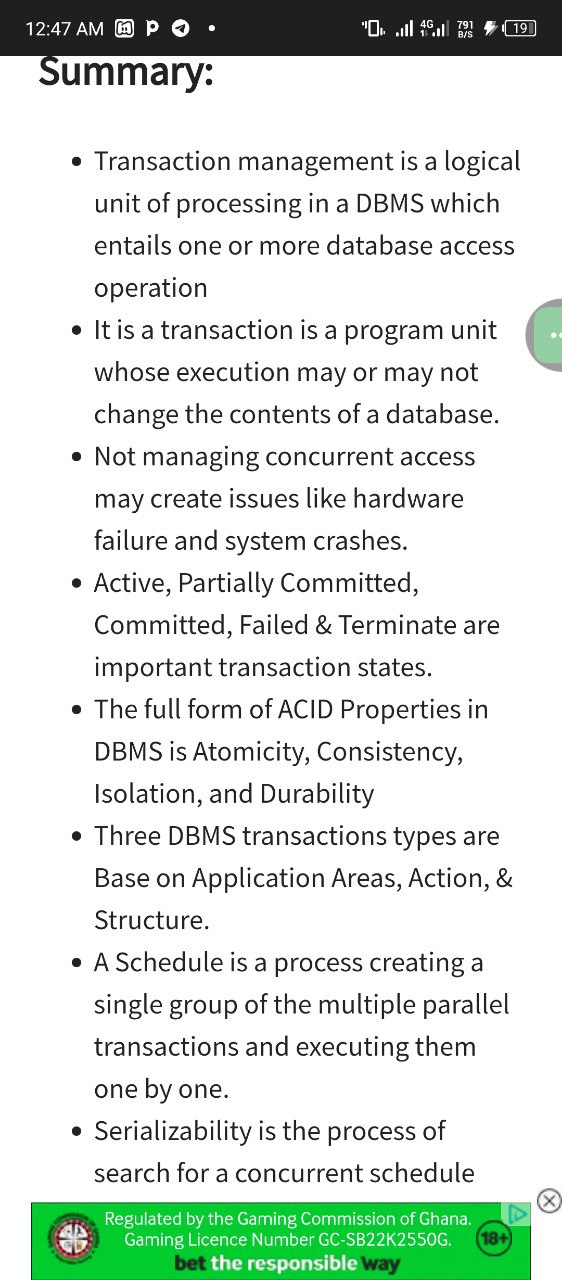 12:47 AM
4G
791
B/S
19
Summary:
• Transaction management is a logical
unit of processing in a DBMS which
entails one or more database access
operation
• It is a transaction is a program unit
whose execution may or may not
change the contents of a database.
• Not managing concurrent access
may create issues like hardware
failure and system crashes.
• Active, Partially Committed,
Committed, Failed & Terminate are
important transaction states.
• The full form of ACID Properties in
DBMS is Atomicity, Consistency,
Isolation, and Durability
• Three DBMS transactions types are
Base on Application Areas, Action, &
Structure.
• A Schedule is a process creating a
single group of the multiple parallel
transactions and executing them
one by one.
• Serializability is the process of
search for a concurrent schedule
Regulated by the Gaming Commission of Ghana.
Gaming Licence Number GC-SB22K2550G.
18+
bet the responsible way